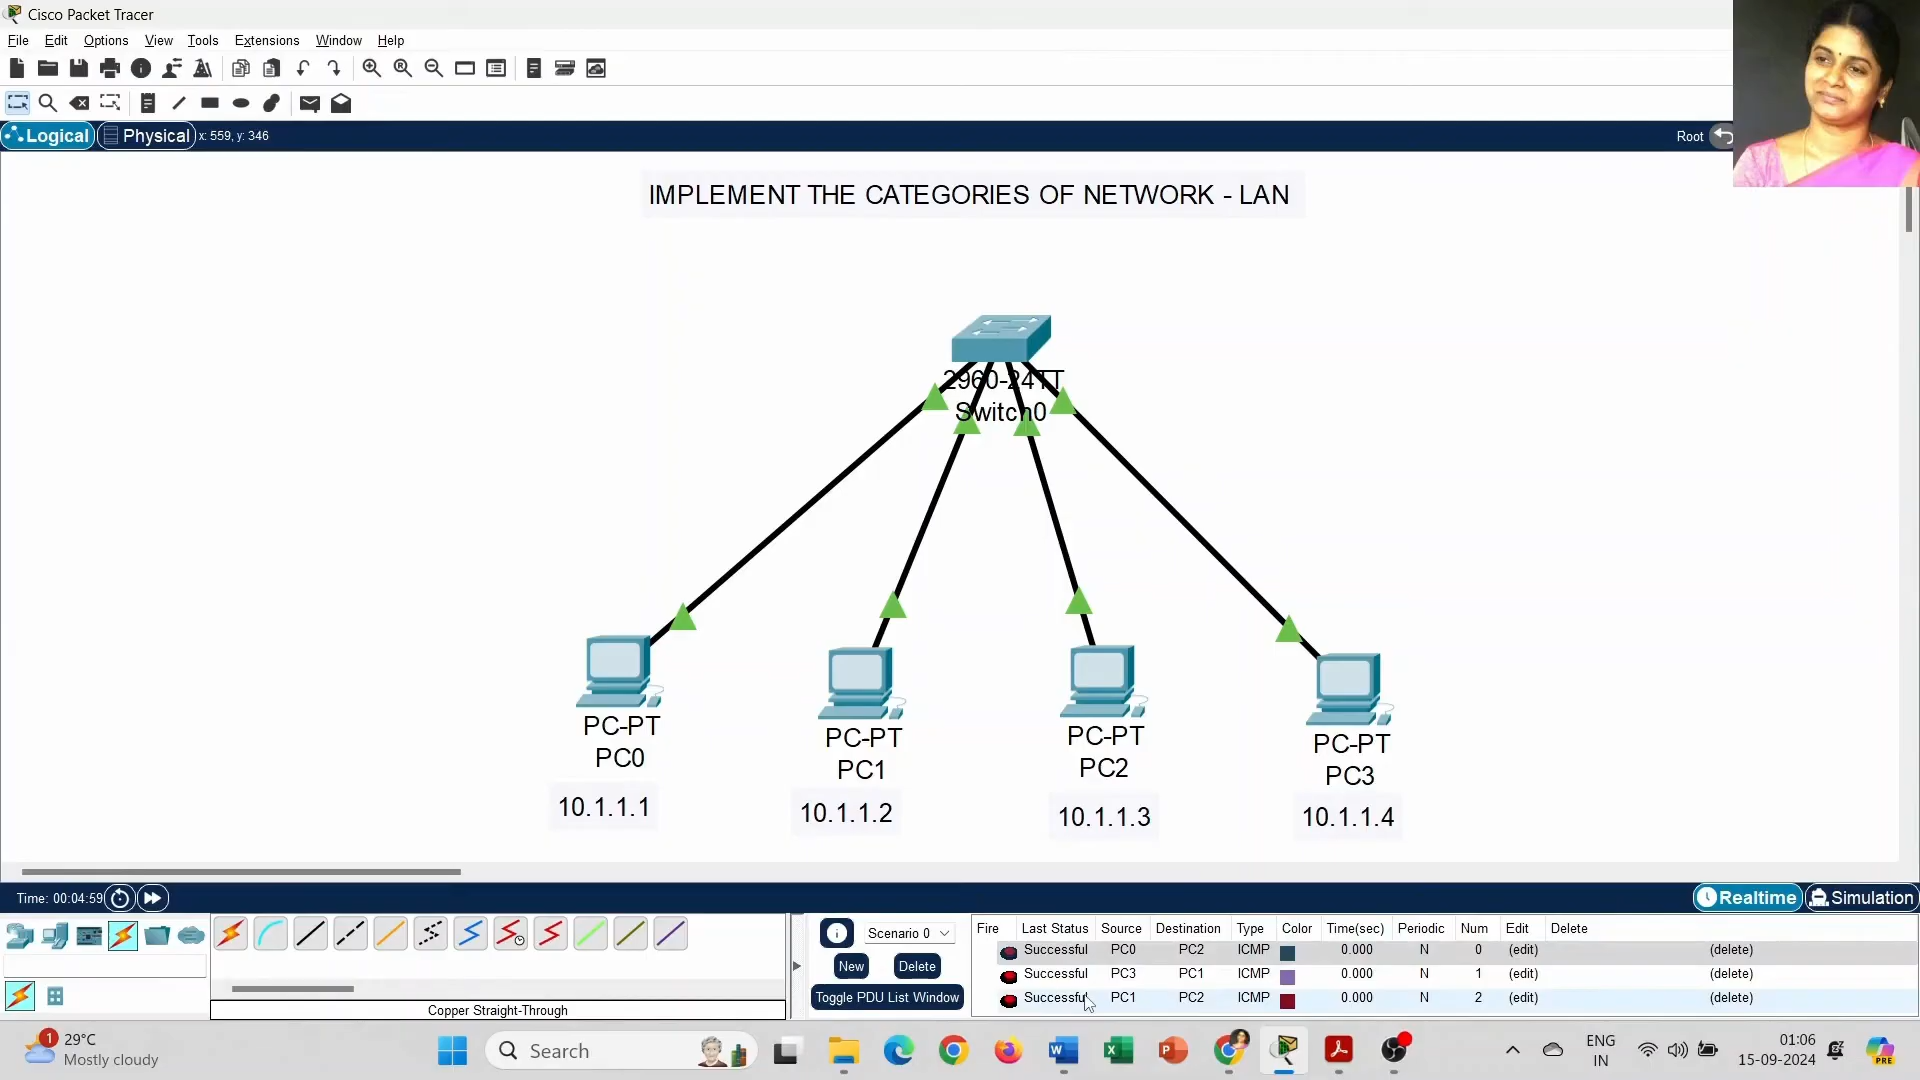 Cisco Packet Tracer
File Edit Options View Tools Extensions Window Help
Logical Physical x: 559, y: 346 Root
IMPLEMENT THE CATEGORIES OF NETWORK - LAN
2960-24TT
Switch0
PC-PT
PC0
10.1.1.1
PC-PT
PC1
10.1.1.2
PC-PT
PC2
10.1.1.3
PC-PT
PC3
10.1.1.4
Time: 00:04:59 Realtime Simulation
Scenario 0
New Delete
Toggle PDU List Window
Copper Straight-Through
Fire Last Status Source Destination Type Color Time(sec) Periodic Num Edit Delete
Successful PC0 PC2 ICMP 0.000 N 0 (edit) (delete)
Successful PC3 PC1 ICMP 0.000 N 1 (edit) (delete)
Successful PC1 PC2 ICMP 0.000 N 2 (edit) (delete)
1 29°C
Mostly cloudy
Search
ENG
IN
01:06
15-09-2024
PRE